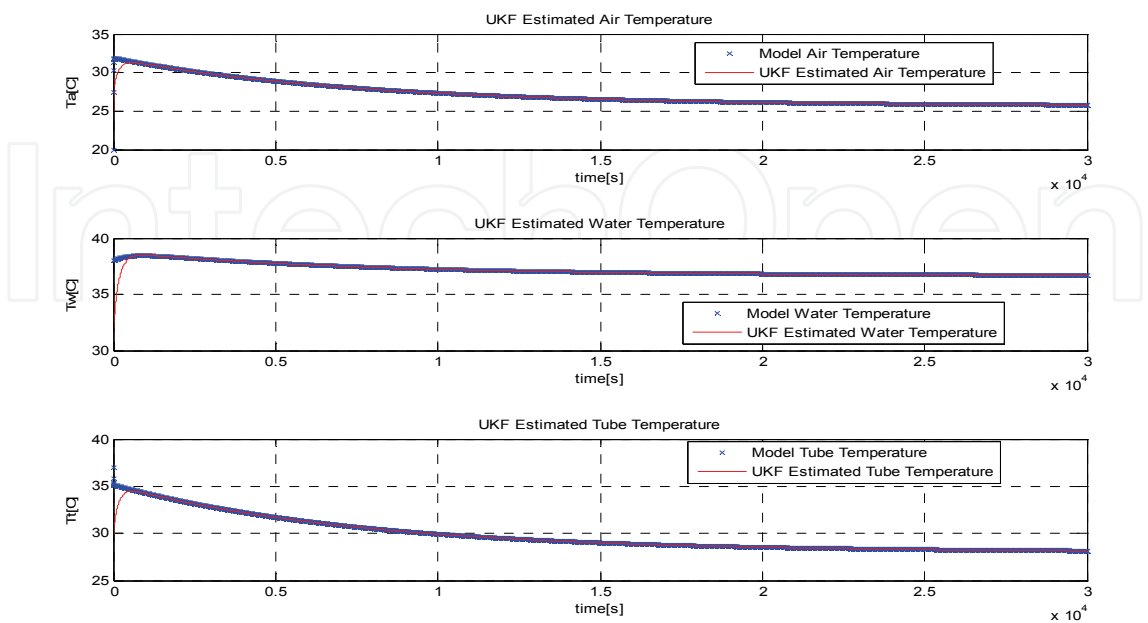 UKF Estimated Air Temperature
35
30
25
20
Ta[C]
Model Air Temperature
UKF Estimated Air Temperature
0 0.5 1 1.5 2 2.5 3
time[s]
x 10^4
IntechOpen
UKF Estimated Water Temperature
40
35
30
Tw[C]
Model Water Temperature
UKF Estimated Water Temperature
0 0.5 1 1.5 2 2.5 3
time[s]
x 10^4
UKF Estimated Tube Temperature
40
35
30
25
Tt[C]
Model Tube Temperature
UKF Estimated Tube Temperature
0 0.5 1 1.5 2 2.5 3
time[s]
x 10^4